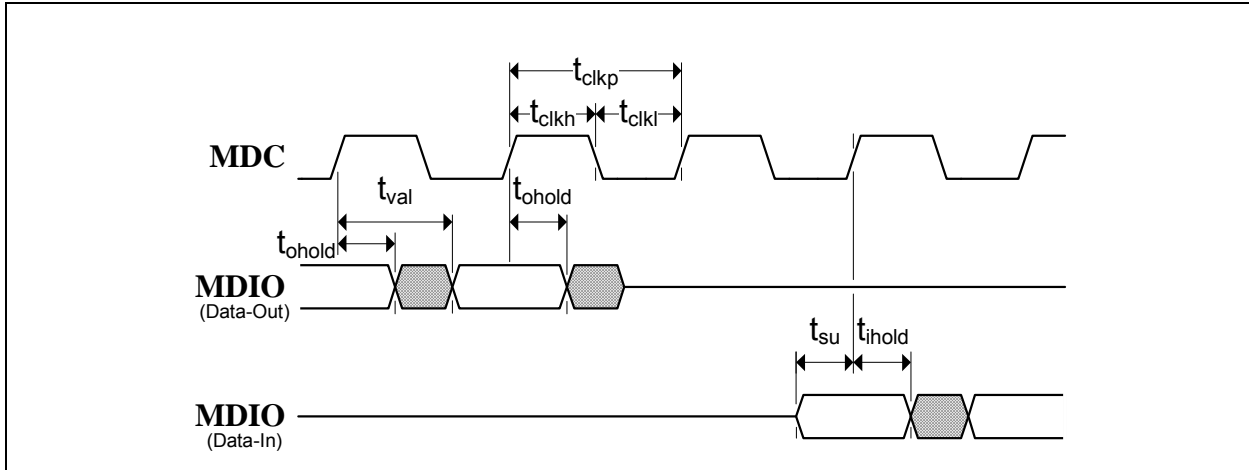 tclkp
tclkh tclkl
MDC
tval
tohold
tohold
MDIO
(Data-Out)
tsu tihold
MDIO
(Data-In)